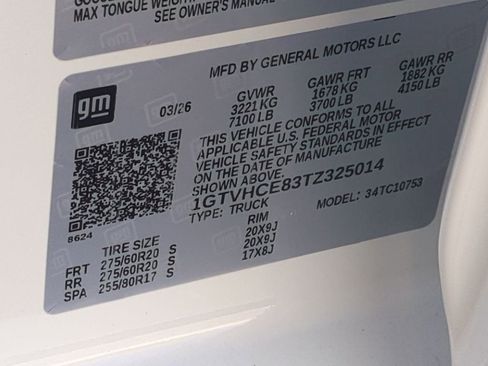 MAX TONGUE WEIGHT
SEE OWNER'S MANUAL
MFD BY GENERAL MOTORS LLC
gm
03/26
GVWR GAWR FRT GAWR RR
3221 KG 1678 KG 1882 KG
7100 LB 3700 LB 4150 LB
THIS VEHICLE CONFORMS TO ALL
APPLICABLE U.S. FEDERAL MOTOR
VEHICLE SAFETY STANDARDS IN EFFECT
ON THE DATE OF MANUFACTURE
SHOWN ABOVE.
1GTVHCE83TZ325014
TYPE: TRUCK MODEL: 34TC10753
8624
TIRE SIZE RIM
FRT 275/60R20 S 20X9J
RR 275/60R20 S 20X9J
SPA 255/80R17 S 17X8J